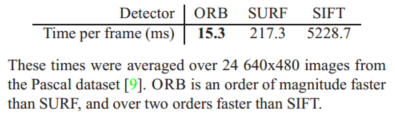 Detector ORB SURF SIFT
Time per frame (ms) 15.3 217.3 5228.7
These times were averaged over 24 640x480 images from
the Pascal dataset [9]. ORB is an order of magnitude faster
than SURF, and over two orders faster than SIFT.